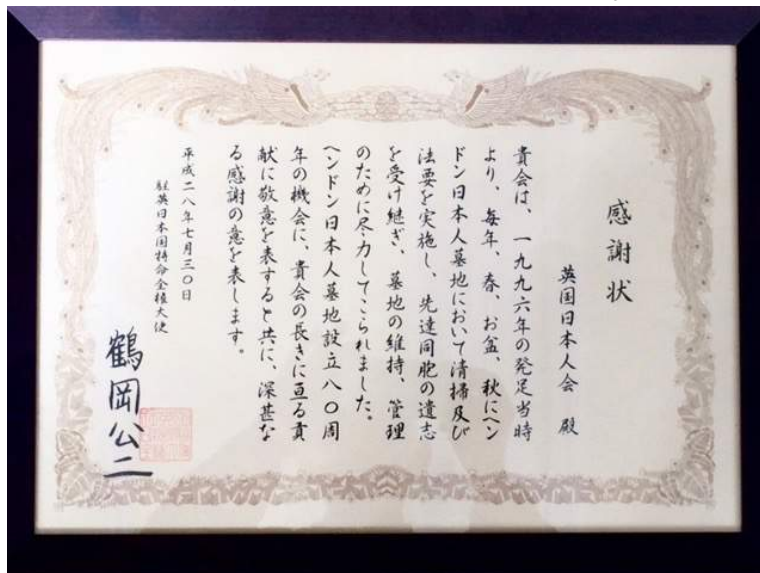 感謝状
英国日本人会 殿
貴会は、一九九六年の発足当時
より、毎年、春、お盆、秋にヘン
ドン日本人墓地において清掃及び
法要を実施し、先達同胞の遺志
を受け継ぎ、墓地の維持、管理
のために尽力してこられました。
ヘンドン日本人墓地設立八〇周
年の機会に、貴会の長きに亘る貢
献に敬意を表すると共に、深甚な
る感謝の意を表します。
平成二八年七月三〇日
駐英日本国特命全権大使
鶴岡公二